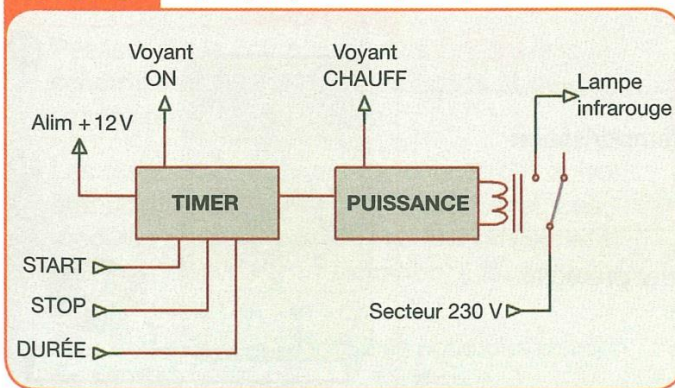 Voyant
ON
Voyant
CHAUFF
Lampe
infrarouge
Alim + 12 V
TIMER
PUISSANCE
START
STOP
Secteur 230 V
DURÉE